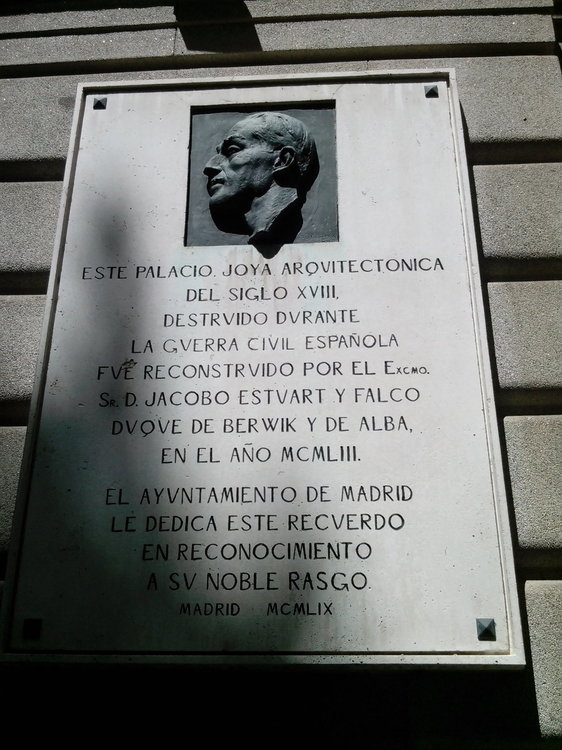 ESTE PALACIO, JOYA ARQVITECTONICA
DEL SIGLO XVIII,
DESTRVIDO DVRANTE
LA GVERRA CIVIL ESPAÑOLA
FVE RECONSTRVIDO POR EL EXCMO.
SR. D. JACOBO ESTVART Y FALCO
DVQVE DE BERWIK Y DE ALBA,
EN EL AÑO MCMLIII.
EL AYVNTAMIENTO DE MADRID
LE DEDICA ESTE RECVERDO
EN RECONOCIMIENTO
A SV NOBLE RASGO.
MADRID MCMLIX